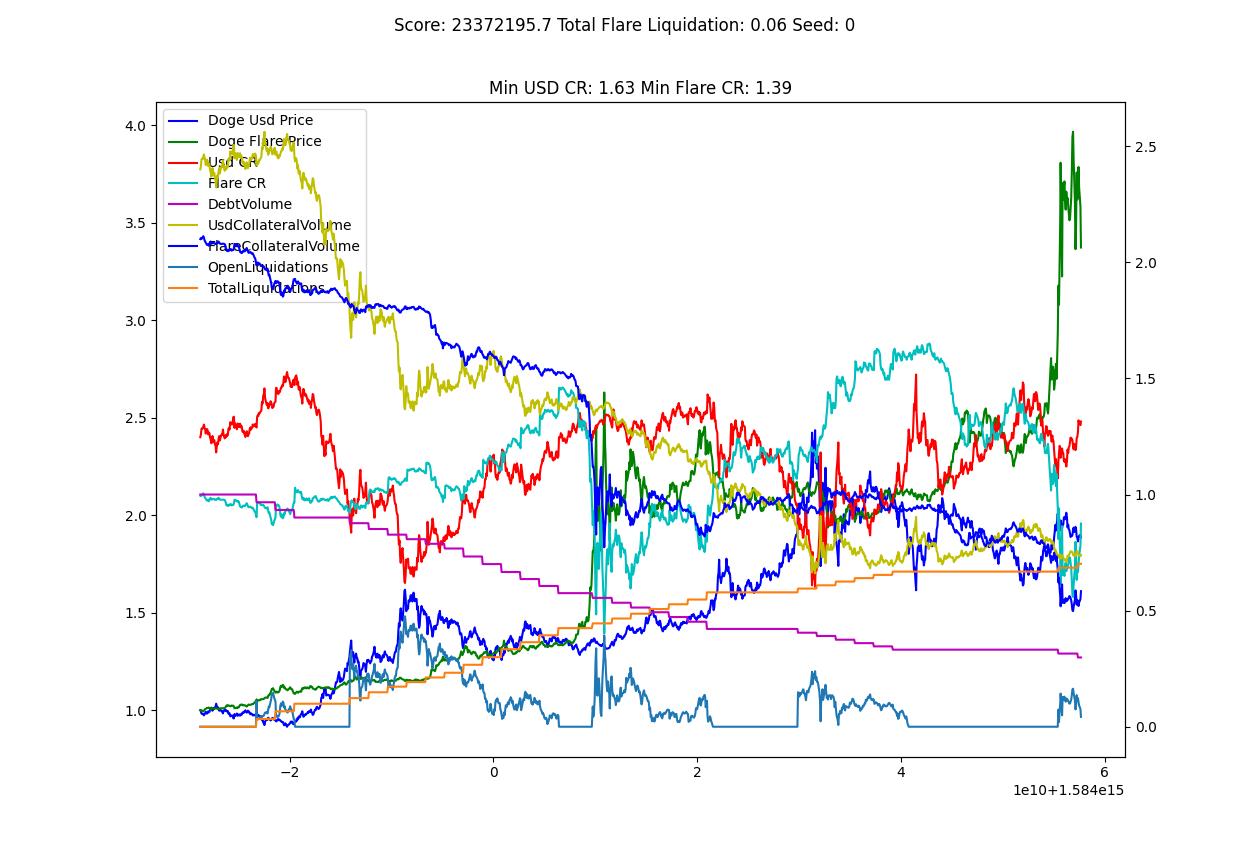 Score: 23372195.7 Total Flare Liquidation: 0.06 Seed: 0
Min USD CR: 1.63 Min Flare CR: 1.39
Doge Usd Price
Doge Flare Price
Usd CR
Flare CR
DebtVolume
UsdCollateralVolume
FlareCollateralVolume
OpenLiquidations
TotalLiquidations
4.0
3.5
3.0
2.5
2.0
1.5
1.0
2.5
2.0
1.5
1.0
0.5
0.0
−2
0
2
4
6
1e10+1.584e15